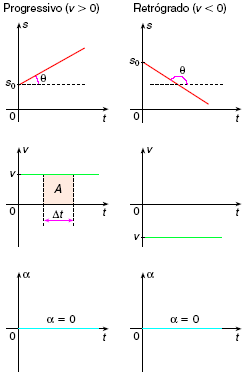 Progressivo (v > 0) Retrógrado (v < 0)
s s
s₀ θ s₀ θ
0 t 0 t
v v
v A 0 t
0 Δt t v
α α
α = 0 α = 0
0 t 0 t